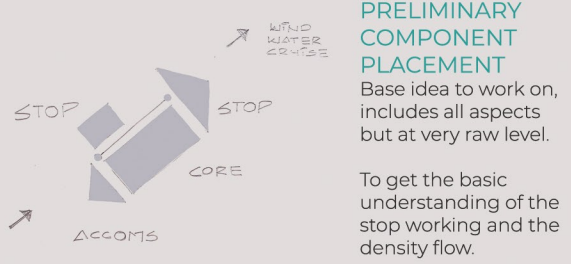 WIND
WATER
CRUISE
STOP
STOP
CORE
ACCOMS
PRELIMINARY
COMPONENT
PLACEMENT
Base idea to work on,
includes all aspects
but at very raw level.
To get the basic
understanding of the
stop working and the
density flow.